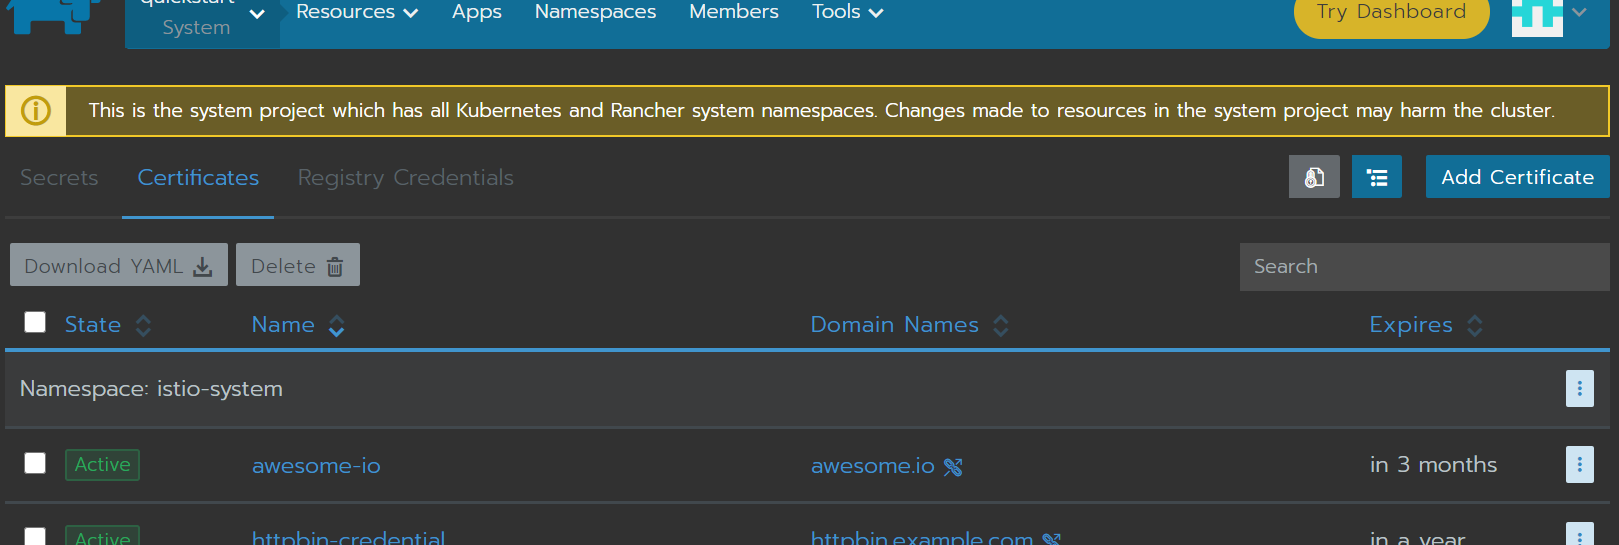 quickstart
System
Resources
Apps
Namespaces
Members
Tools
Try Dashboard
This is the system project which has all Kubernetes and Rancher system namespaces. Changes made to resources in the system project may harm the cluster.
Secrets
Certificates
Registry Credentials
Add Certificate
Download YAML
Delete
Search
State
Name
Domain Names
Expires
Namespace: istio-system
Active
awesome-io
awesome.io
in 3 months
Active
httpbin-credential
httpbin.example.com
in a year